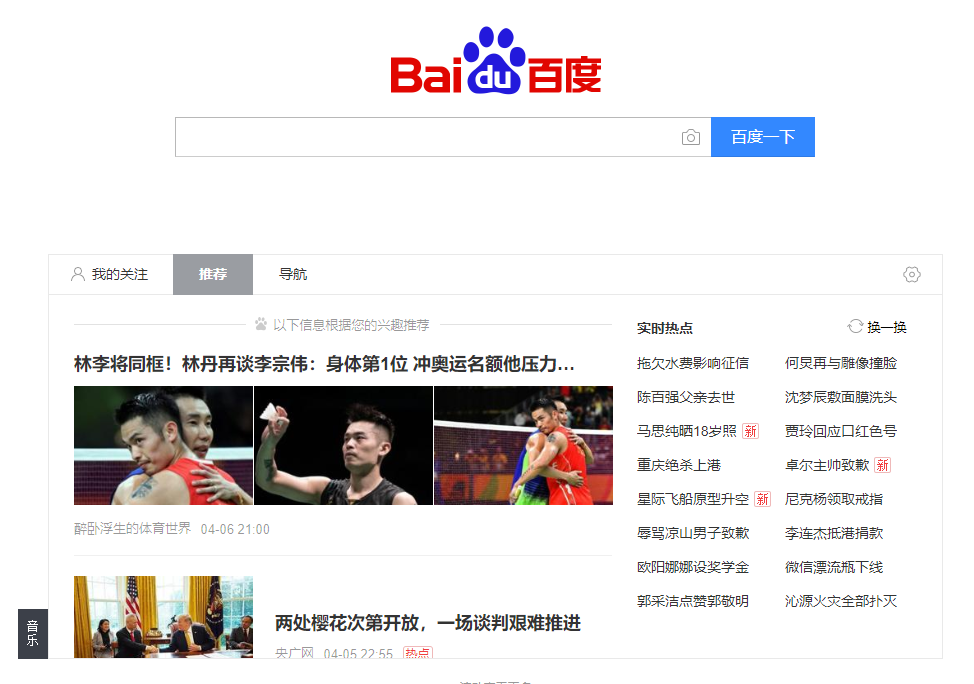 Bai du 百度
百度一下
我的关注 推荐 导航
以下信息根据您的兴趣推荐
林李将同框！林丹再谈李宗伟：身体第1位 冲奥运名额他压力…
醉卧浮生的体育世界 04-06 21:00
两处樱花次第开放，一场谈判艰难推进
央广网 04-05 22:55 热点
实时热点 换一换
拖欠水费影响征信 何炅再与雕像撞脸
陈百强父亲去世 沈梦辰敷面膜洗头
马思纯晒18岁照 新 贾玲回应口红色号
重庆绝杀上港 卓尔主帅致歉 新
星际飞船原型升空 新 尼克杨领取戒指
辱骂凉山男子致歉 李连杰抵港捐款
欧阳娜娜设奖学金 微信漂流瓶下线
郭采洁点赞郭敬明 沁源火灾全部扑灭
音乐